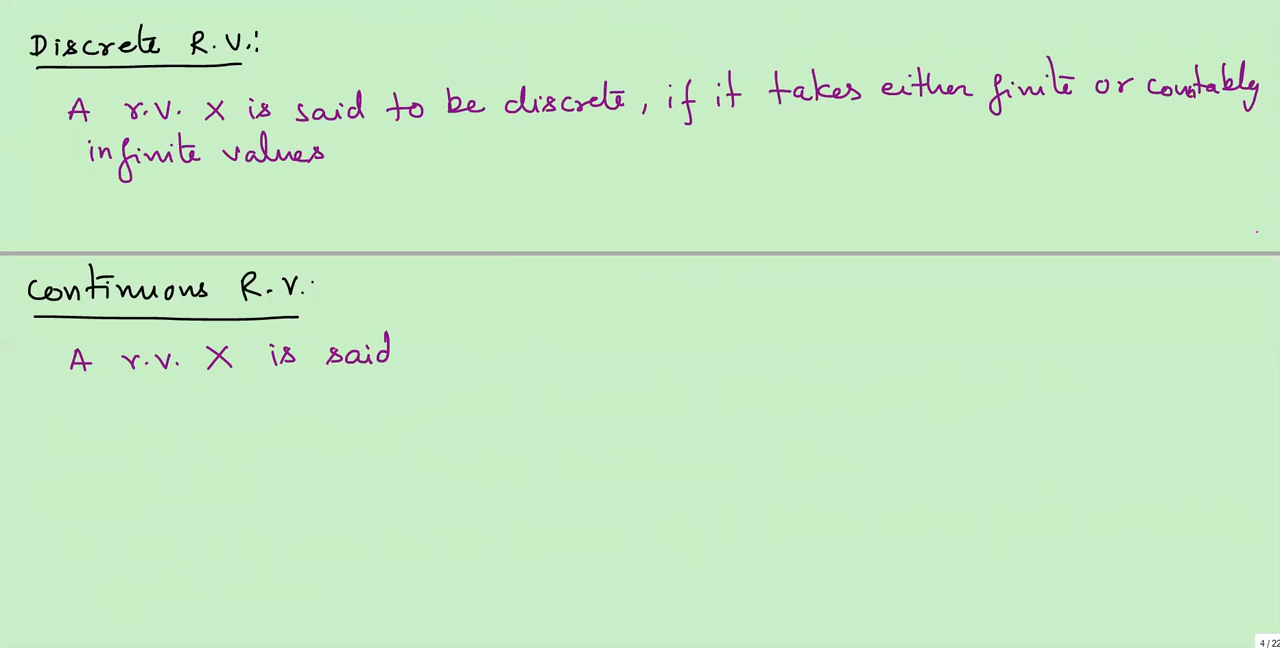 Discrete R.V.:
A r.v. X is said to be discrete, if it takes either finite or countably
infinite values
Continuous R.V.
A r.v. X is said
4 / 22